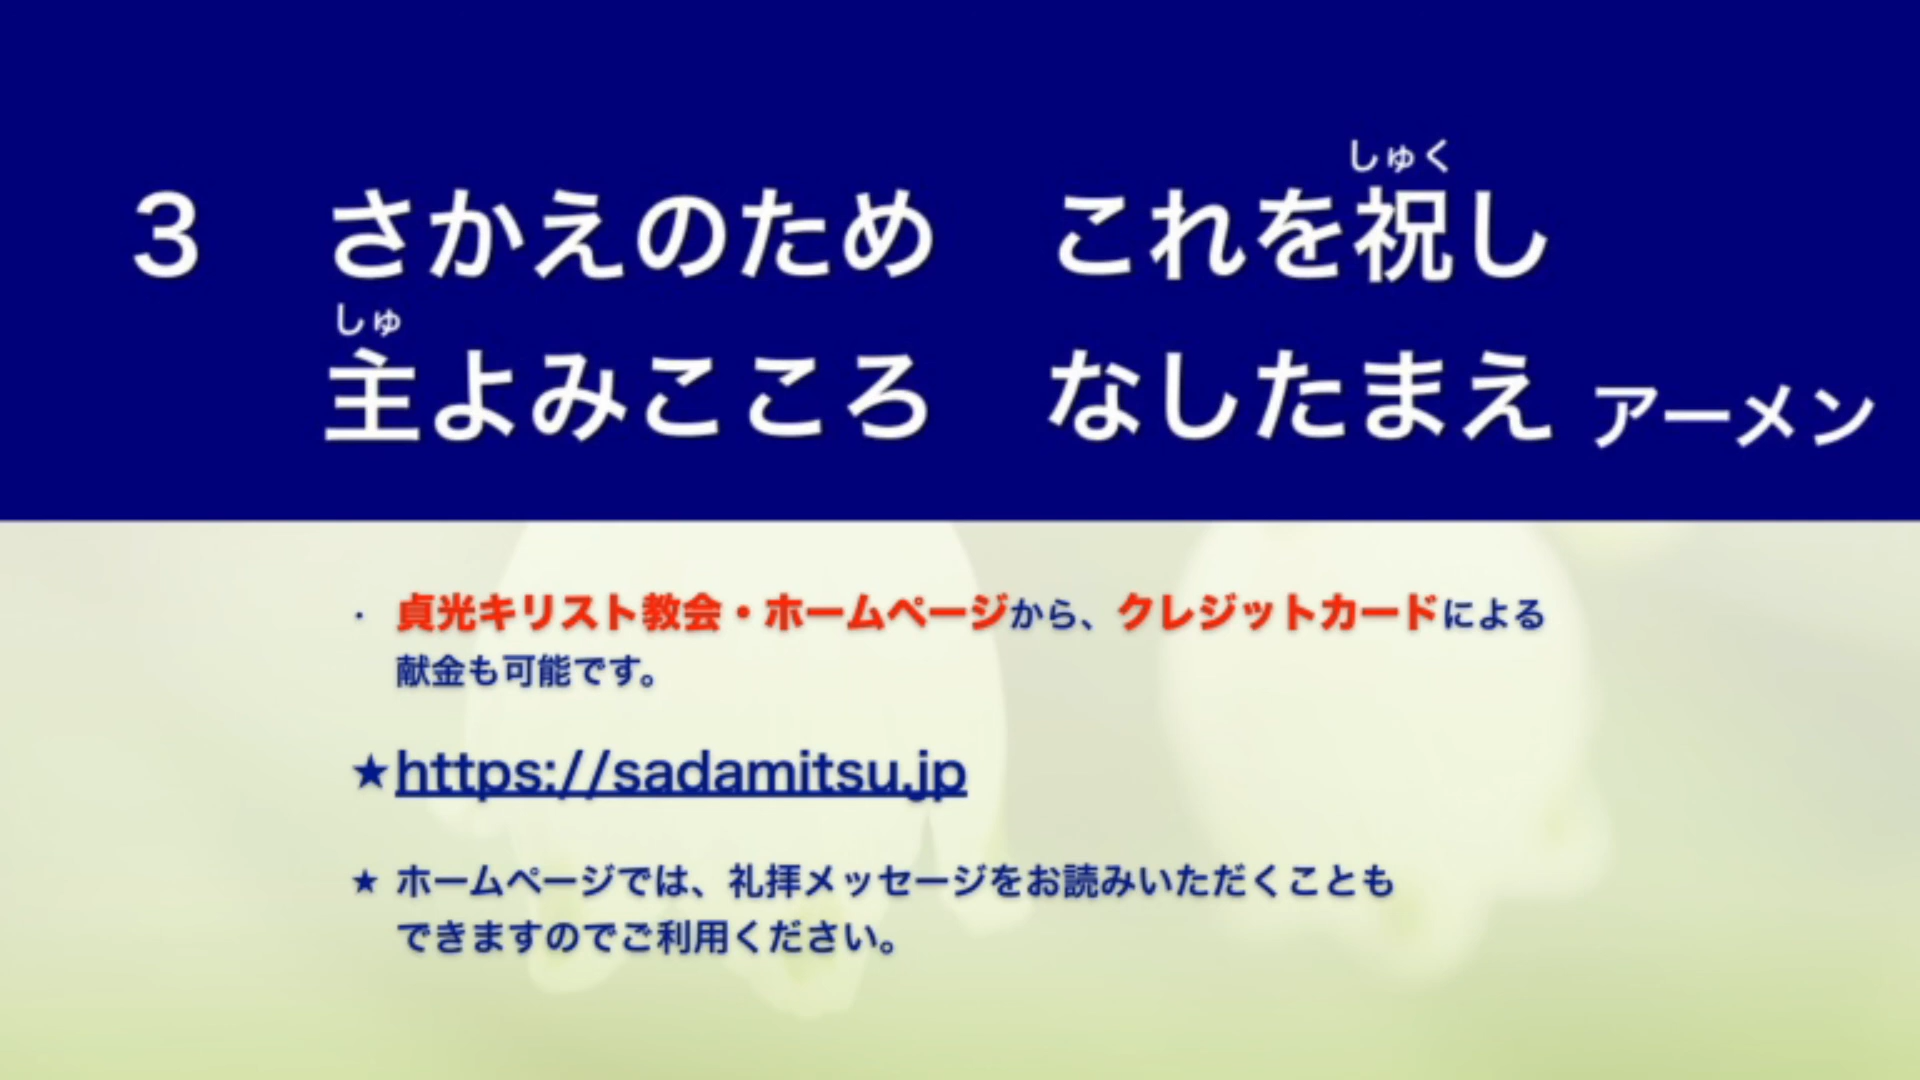 しゅく
3 さかえのため これを祝し
しゅ
主よみこころ なしたまえ アーメン
・ 貞光キリスト教会・ホームページから、クレジットカードによる
献金も可能です。
★https://sadamitsu.jp
★ ホームページでは、礼拝メッセージをお読みいただくことも
できますのでご利用ください。